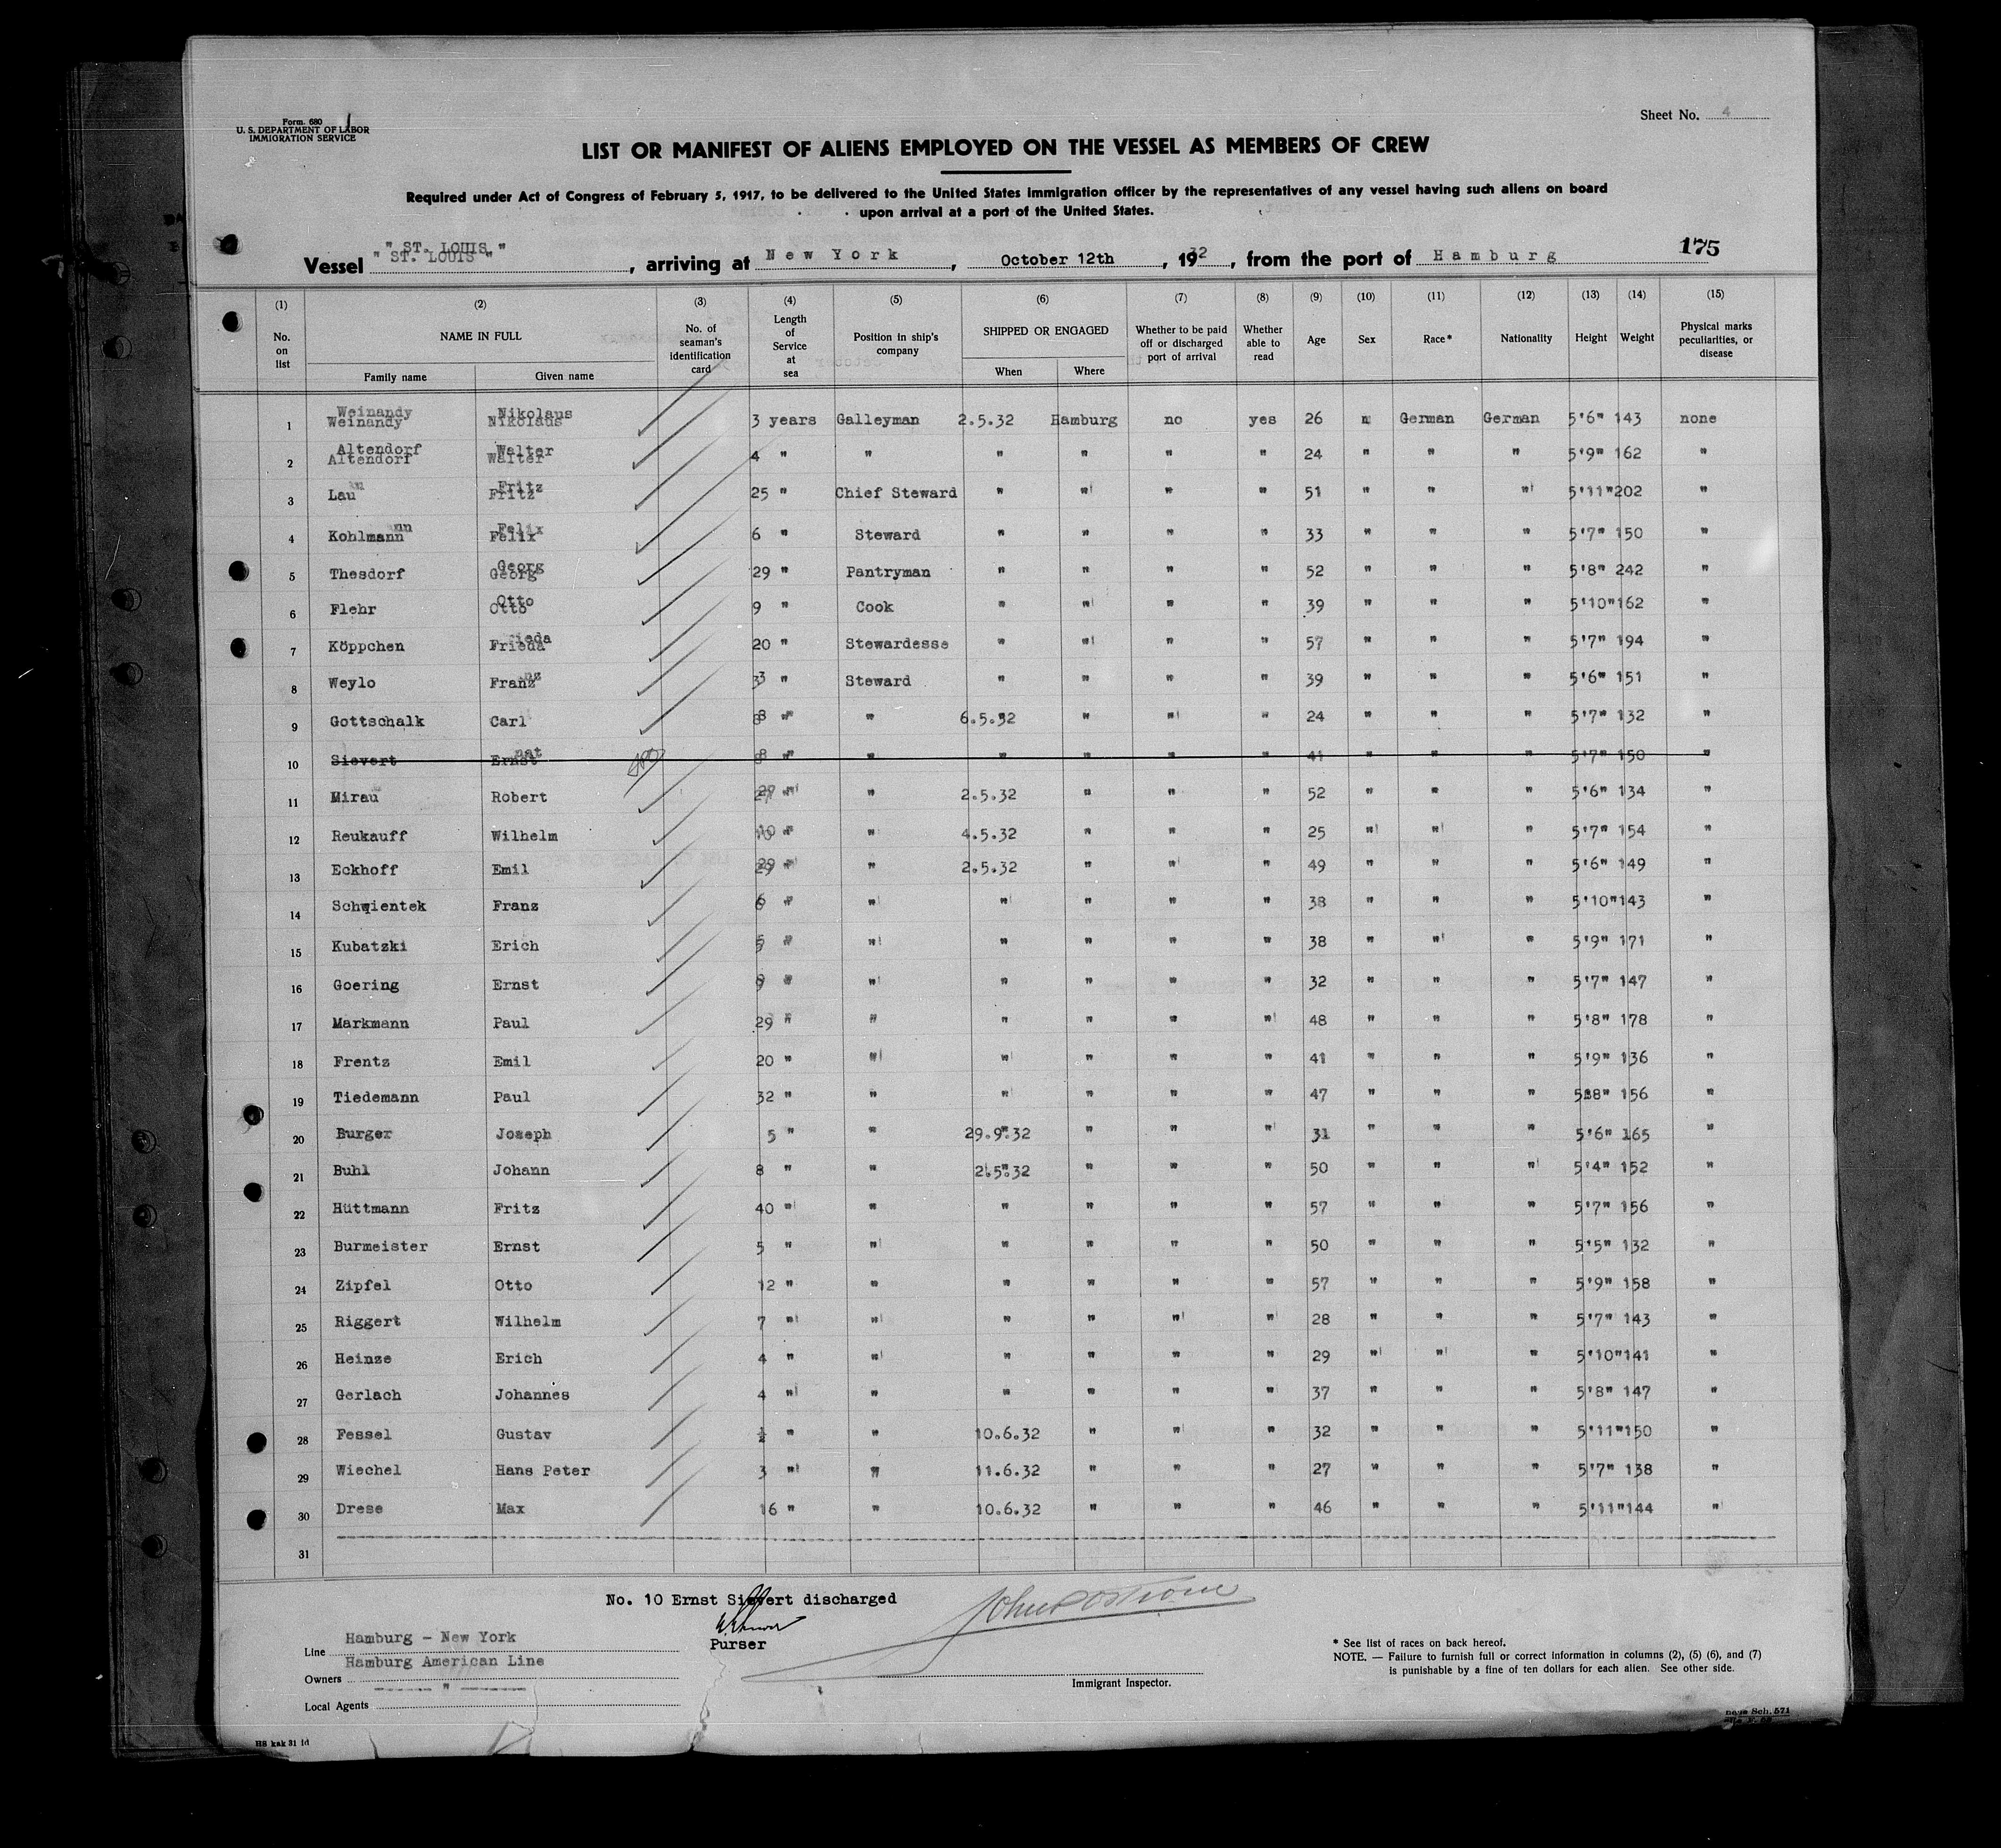 Form. 680
U. S. DEPARTMENT OF LABOR
IMMIGRATION SERVICE
Sheet No. 4
LIST OR MANIFEST OF ALIENS EMPLOYED ON THE VESSEL AS MEMBERS OF CREW
Required under Act of Congress of February 5, 1917, to be delivered to the United States immigration officer by the representatives of any vessel having such aliens on board
upon arrival at a port of the United States.
175
Vessel " ST. LOUIS ", arriving at New York, October 12th, 1932, from the port of Hamburg
(1) (2) (3) (4) (5) (6) (7) (8) (9) (10) (11) (12) (13) (14) (15)
No. on list NAME IN FULL No. of seaman's identification card Length of Service at sea Position in ship's company SHIPPED OR ENGAGED Whether to be paid off or discharged port of arrival Whether able to read Age Sex Race* Nationality Height Weight Physical marks peculiarities, or disease
Family name Given name When Where
1 Weinandy Nikolaus 3 years Galleyman 2.5.32 Hamburg no yes 26 m German German 5'6" 143 none
2 Altendorf Walter 4 " " " " " " 24 " " " 5'9" 162 "
3 Lau Fritz 25 " Chief Steward " " " " 51 " " " 5'11" 202 "
4 Kohlmann Felix 6 " Steward " " " " 33 " " " 5'7" 150 "
5 Thesdorf Georg 29 " Pantryman " " " " 52 " " " 5'8" 242 "
6 Flehr Otto 9 " Cook " " " " 39 " " " 5'10" 162 "
7 Köppchen Frieda 20 " Stewardesse " " " " 57 " " " 5'7" 194 "
8 Weylo Franz 3 " Steward " " " " 39 " " " 5'6" 151 "
9 Gottschalk Carl 8 " " 6.5.32 " " " 24 " " " 5'7" 132 "
10 Sievert Ernst 8 " " " " " " 41 " " " 5'7" 150 "
11 Mirau Robert " " 2.5.32 " " " 52 " " " 5'6" 134 "
12 Reukauff Wilhelm 10 " " 4.5.32 " " " 25 " " " 5'7" 154 "
13 Eckhoff Emil 29 " " 2.5.32 " " " 49 " " " 5'6" 149 "
14 Schwientek Franz 6 " " " " " " 38 " " " 5'10" 143 "
15 Kubatzki Erich 5 " " " " " " 38 " " " 5'9" 171 "
16 Goering Ernst 9 " " " " " " 32 " " " 5'7" 147 "
17 Markmann Paul 29 " " " " " " 48 " " " 5'8" 178 "
18 Frentz Emil 20 " " " " " " 41 " " " 5'9" 136 "
19 Tiedemann Paul 32 " " " " " " 47 " " " 5'8" 156 "
20 Burger Joseph 5 " " 29.9.32 " " " 31 " " " 5'6" 165 "
21 Buhl Johann 8 " " 2.5.32 " " " 50 " " " 5'4" 152 "
22 Hüttmann Fritz 40 " " " " " " 57 " " " 5'7" 156 "
23 Burmeister Ernst 5 " " " " " " 50 " " " 5'5" 132 "
24 Zipfel Otto 12 " " " " " " 57 " " " 5'9" 158 "
25 Riggert Wilhelm 7 " " " " " " 28 " " " 5'7" 143 "
26 Heinze Erich 4 " " " " " " 29 " " " 5'10" 141 "
27 Gerlach Johannes 4 " " " " " " 37 " " " 5'8" 147 "
28 Fessel Gustav ½ " " 10.6.32 " " " 32 " " " 5'11" 150 "
29 Wiechel Hans Peter 3 " " 11.6.32 " " " 27 " " " 5'7" 138 "
30 Drese Max 16 " " 10.6.32 " " " 46 " " " 5'11" 144 "
31
No. 10 Ernst Sievert discharged
Purser
Line Hamburg - New York
Owners Hamburg American Line
Local Agents "
Immigrant Inspector.
* See list of races on back hereof.
NOTE. — Failure to furnish full or correct information in columns (2), (5) (6), and (7)
is punishable by a fine of ten dollars for each alien. See other side.
Sch. 571
HS kak 31 1d